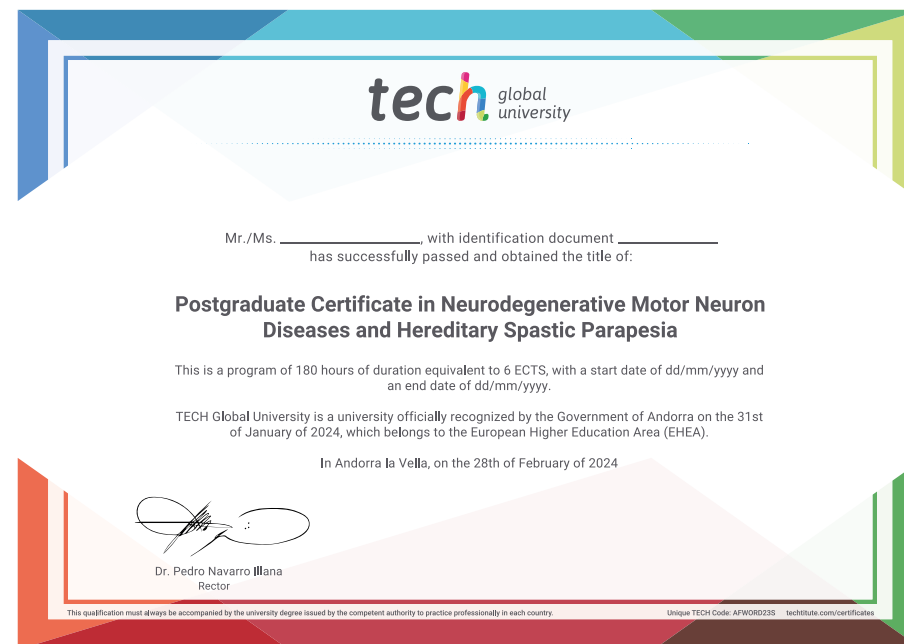 tech global
university
Mr./Ms. ____________, with identification document ____________
has successfully passed and obtained the title of:
Postgraduate Certificate in Neurodegenerative Motor Neuron
Diseases and Hereditary Spastic Parapesia
This is a program of 180 hours of duration equivalent to 6 ECTS, with a start date of dd/mm/yyyy and
an end date of dd/mm/yyyy.
TECH Global University is a university officially recognized by the Government of Andorra on the 31st
of January of 2024, which belongs to the European Higher Education Area (EHEA).
In Andorra la Vella, on the 28th of February of 2024
Dr. Pedro Navarro Illana
Rector
This qualification must always be accompanied by the university degree issued by the competent authority to practice professionally in each country. Unique TECH Code: AFWORD23S techtitute.com/certificates